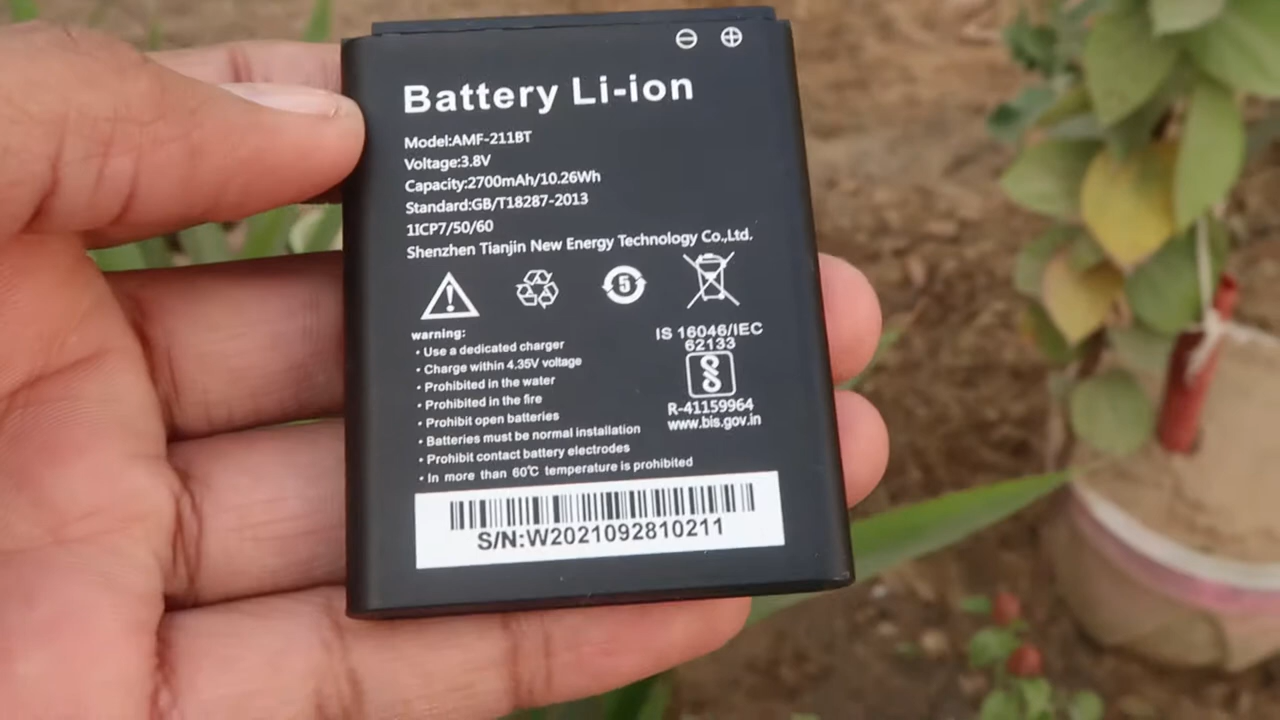 Battery Li-ion
Model:AMF-211BT
Voltage:3.8V
Capacity:2700mAh/10.26Wh
Standard:GB/T18287-2013
1ICP7/50/60
Shenzhen Tianjin New Energy Technology Co.,Ltd.
5
warning:
• Use a dedicated charger
• Charge within 4.35V voltage
• Prohibited in the water
• Prohibited in the fire
• Prohibit open batteries
• Batteries must be normal installation
• Prohibit contact battery electrodes
• In more than 60℃ temperature is prohibited
IS 16046/IEC
62133
R-41159964
www.bis.gov.in
S/N:W2021092810211